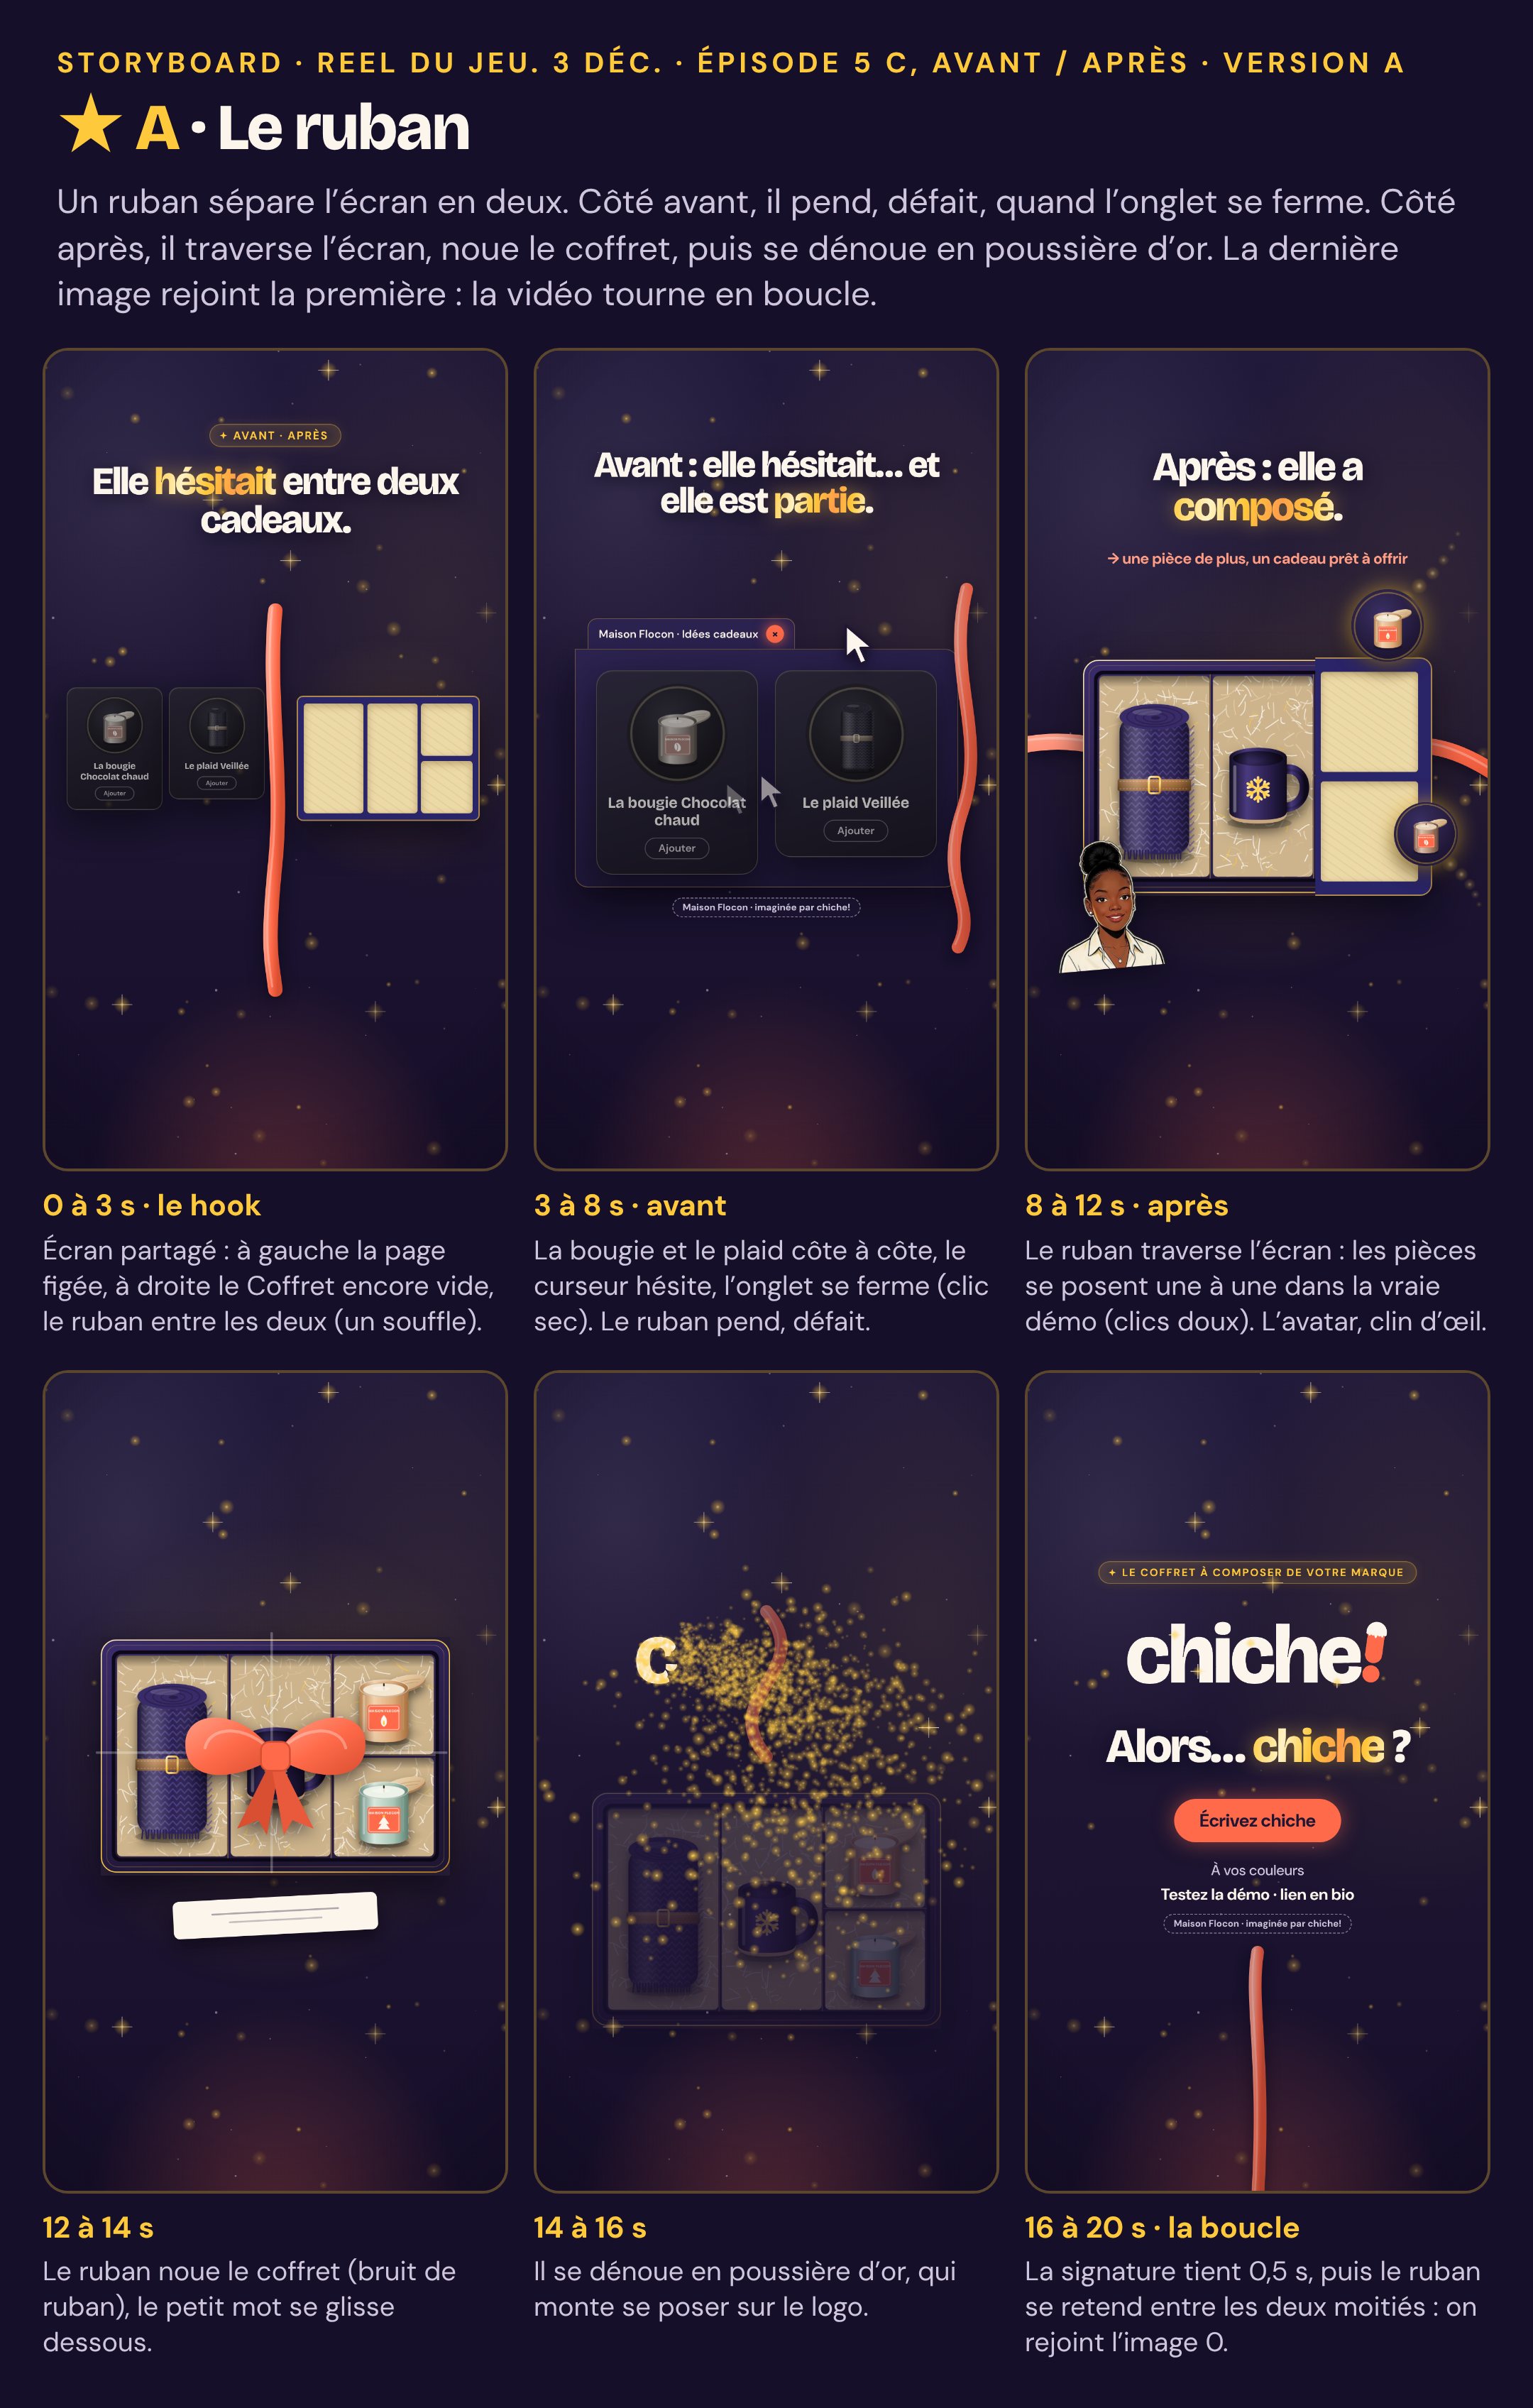 STORYBOARD · REEL DU JEU. 3 DÉC. · ÉPISODE 5 C, AVANT / APRÈS · VERSION A
★ A · Le ruban
Un ruban sépare l’écran en deux. Côté avant, il pend, défait, quand l’onglet se ferme. Côté
après, il traverse l’écran, noue le coffret, puis se dénoue en poussière d’or. La dernière
image rejoint la première : la vidéo tourne en boucle.
✦ AVANT · APRÈS
Elle hésitait entre deux
cadeaux.
La bougie
Chocolat chaud
Ajouter
Le plaid Veillée
Ajouter
0 à 3 s · le hook
Écran partagé : à gauche la page
figée, à droite le Coffret encore vide,
le ruban entre les deux (un souffle).
Avant : elle hésitait... et
elle est partie.
Maison Flocon · Idées cadeaux ×
La bougie Chocolat
chaud
Ajouter
Le plaid Veillée
Ajouter
Maison Flocon · imaginée par chiche!
3 à 8 s · avant
La bougie et le plaid côte à côte, le
curseur hésite, l’onglet se ferme (clic
sec). Le ruban pend, défait.
Après : elle a
composé.
→ une pièce de plus, un cadeau prêt à offrir
8 à 12 s · après
Le ruban traverse l’écran : les pièces
se posent une à une dans la vraie
démo (clics doux). L’avatar, clin d’œil.
MAISON FLOCON
MAISON FLOCON
12 à 14 s
Le ruban noue le coffret (bruit de
ruban), le petit mot se glisse
dessous.
c
14 à 16 s
Il se dénoue en poussière d’or, qui
monte se poser sur le logo.
✦ LE COFFRET À COMPOSER DE VOTRE MARQUE
chiche!
Alors... chiche ?
Écrivez chiche
À vos couleurs
Testez la démo · lien en bio
Maison Flocon · imaginée par chiche!
16 à 20 s · la boucle
La signature tient 0,5 s, puis le ruban
se retend entre les deux moitiés : on
rejoint l’image 0.